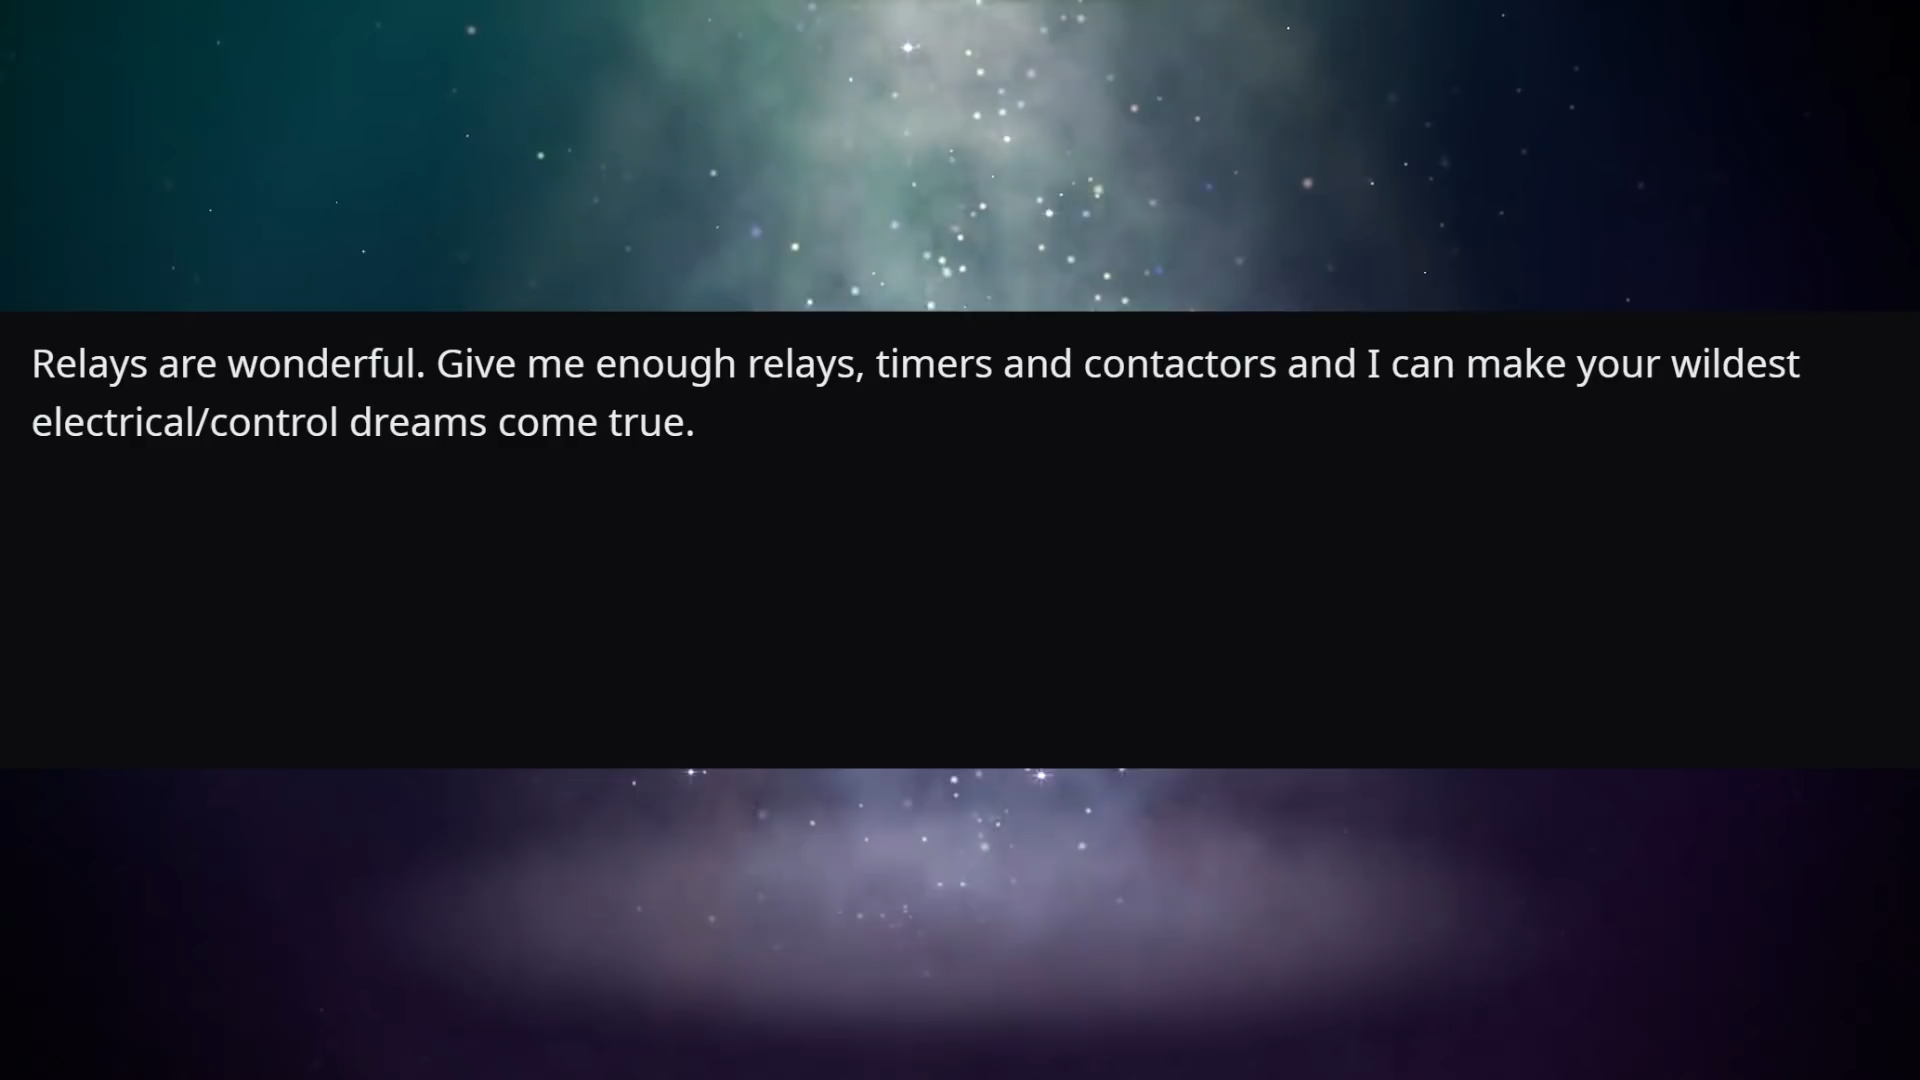 Relays are wonderful. Give me enough relays, timers and contactors and I can make your wildest
electrical/control dreams come true.